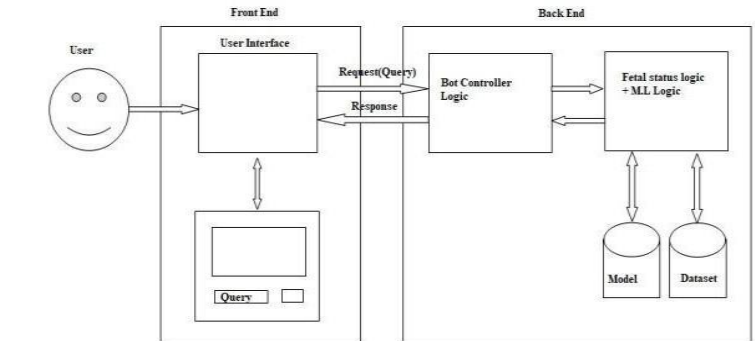 Front End
Back End
User
User Interface
Request(Query)
Response
Bot Controller
Logic
Fetal status logic
+ M.L Logic
Query
Model
Dataset